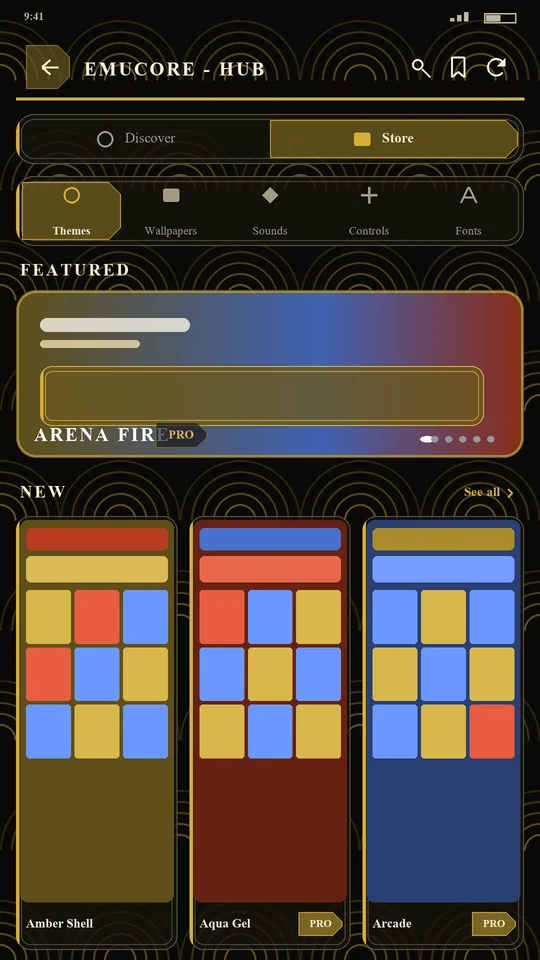 9:41
EMUCORE - HUB
Discover
Store
Themes
Wallpapers
Sounds
Controls
Fonts
FEATURED
ARENA FIRE PRO
NEW
See all
Amber Shell
Aqua Gel PRO
Arcade PRO